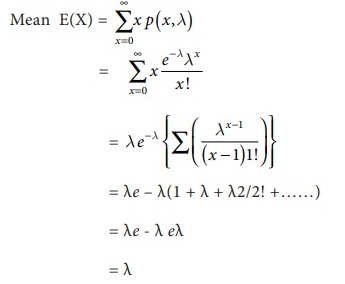 Mean E(X) = ∞∑x=0 x p(x,λ)
= ∞∑x=0 x e^−λ λ^x / x!
= λe^−λ {∑(λ^x−1 / (x−1)1!)}
= λe – λ(1 + λ + λ2/2! +……)
= λe - λ eλ
= λ